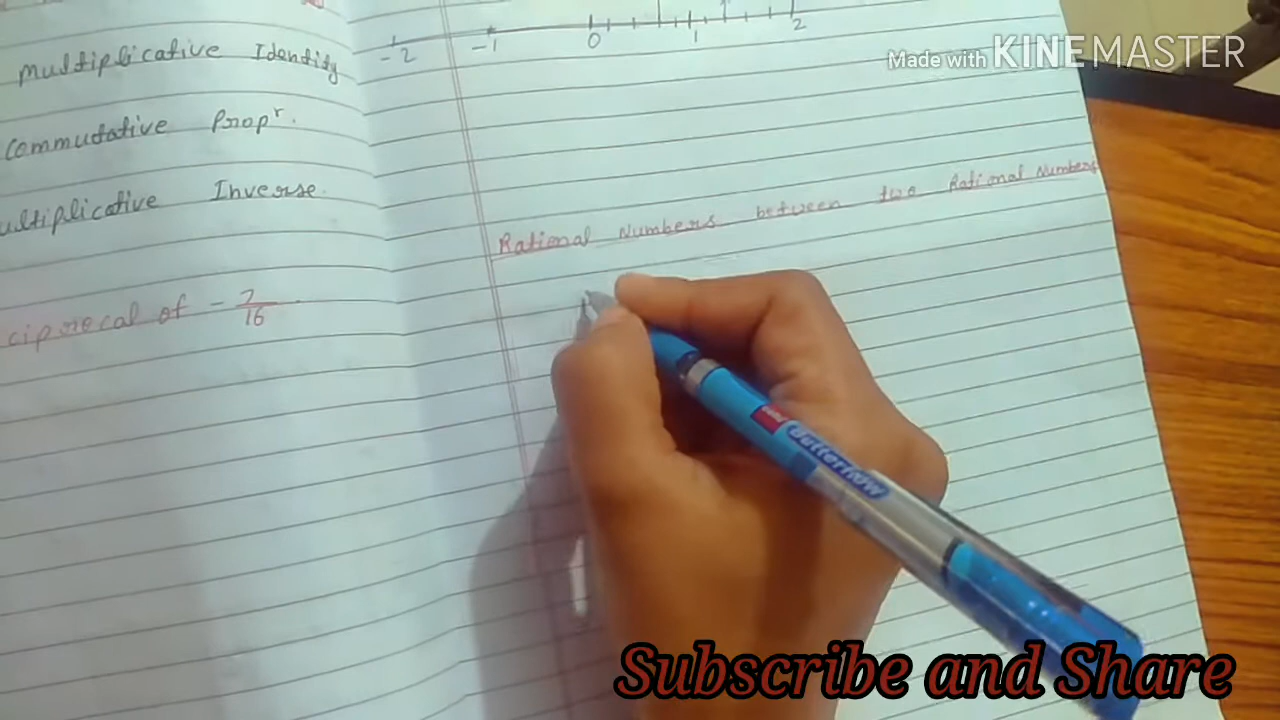 Multiplicative Identity
Commutative Propr.
ultiplicative Inverse.
ciprocal of - 7/16
-2 -1 0 1 2
Made with KINEMASTER
Rational Numbers between two Rational Numbers
Butterflow
Subscribe and Share